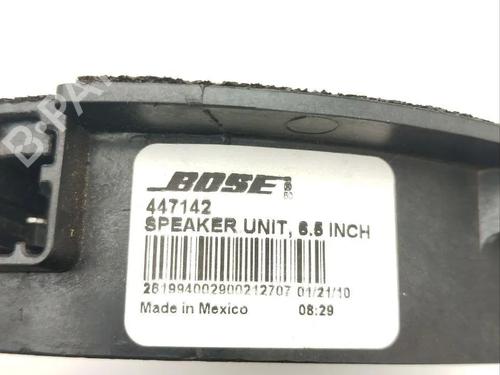 BOSE
447142
SPEAKER UNIT, 6.5 INCH
261994002900212707 01/21/10
Made in Mexico 08:29